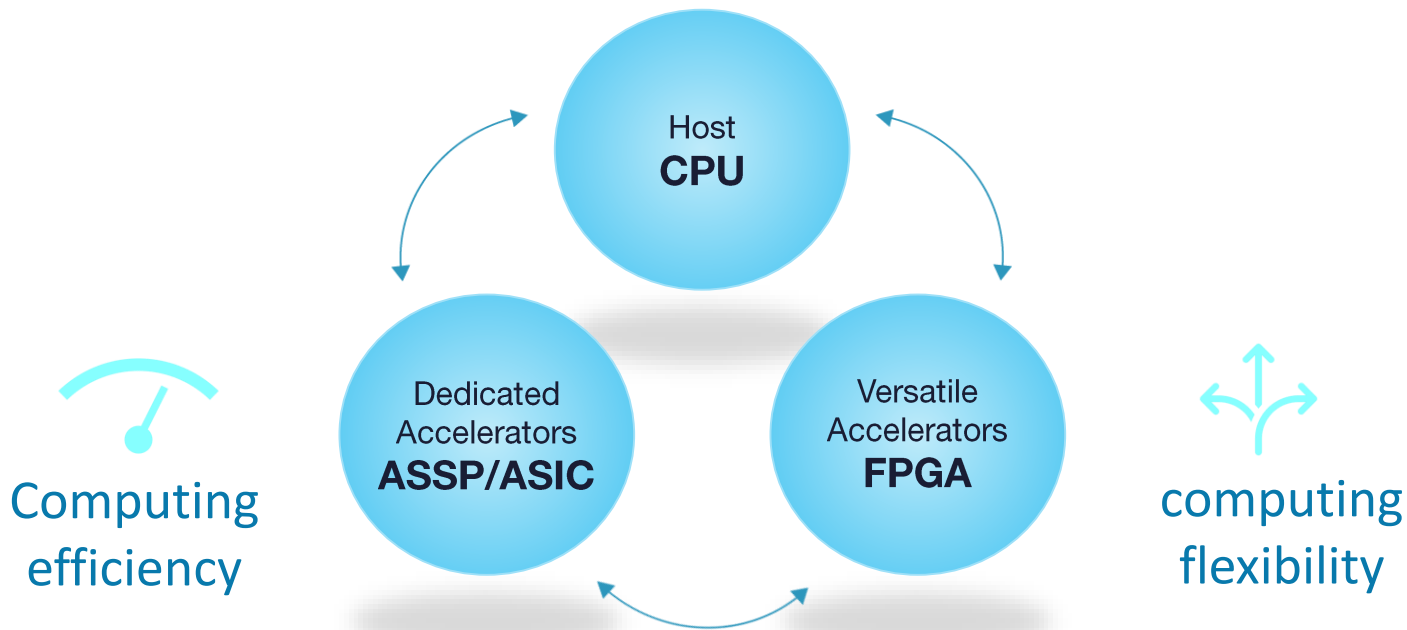 Host
CPU
Dedicated
Accelerators
ASSP/ASIC
Versatile
Accelerators
FPGA
Computing
efficiency
computing
flexibility